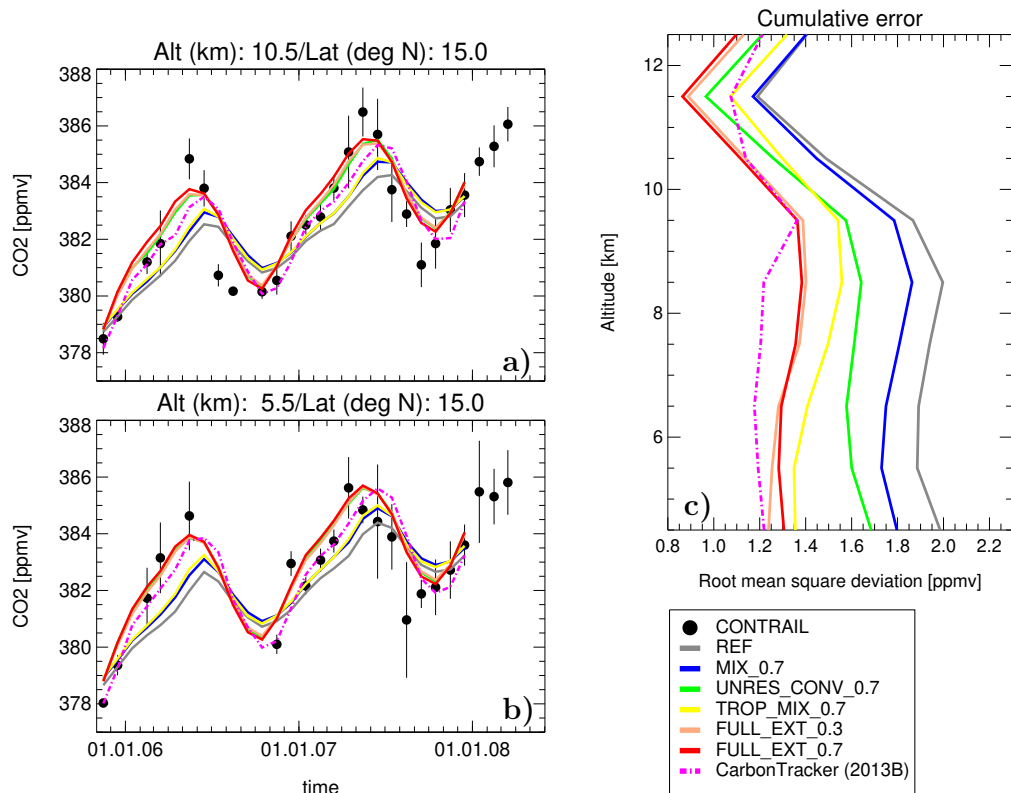 Alt (km): 10.5/Lat (deg N): 15.0
388
386
384
382
380
378
CO2 [ppmv]
a)
Alt (km): 5.5/Lat (deg N): 15.0
388
386
384
382
380
378
CO2 [ppmv]
b)
01.01.06 01.01.07 01.01.08
time
Cumulative error
12
10
8
6
Altitude [km]
c)
0.8 1.0 1.2 1.4 1.6 1.8 2.0 2.2
Root mean square deviation [ppmv]
CONTRAIL
REF
MIX_0.7
UNRES_CONV_0.7
TROP_MIX_0.7
FULL_EXT_0.3
FULL_EXT_0.7
CarbonTracker (2013B)